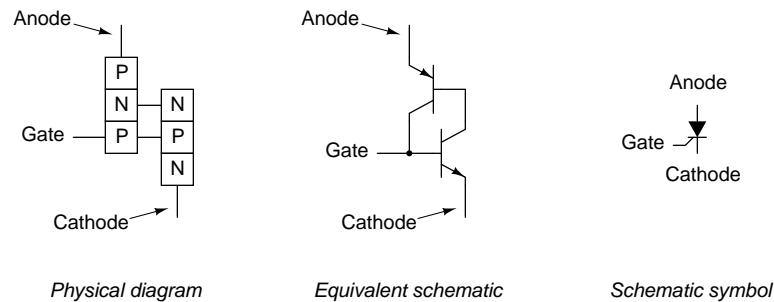 Anode
P
N N
Gate P P
N
Cathode
Physical diagram
Anode
Gate
Cathode
Equivalent schematic
Anode
Gate
Cathode
Schematic symbol